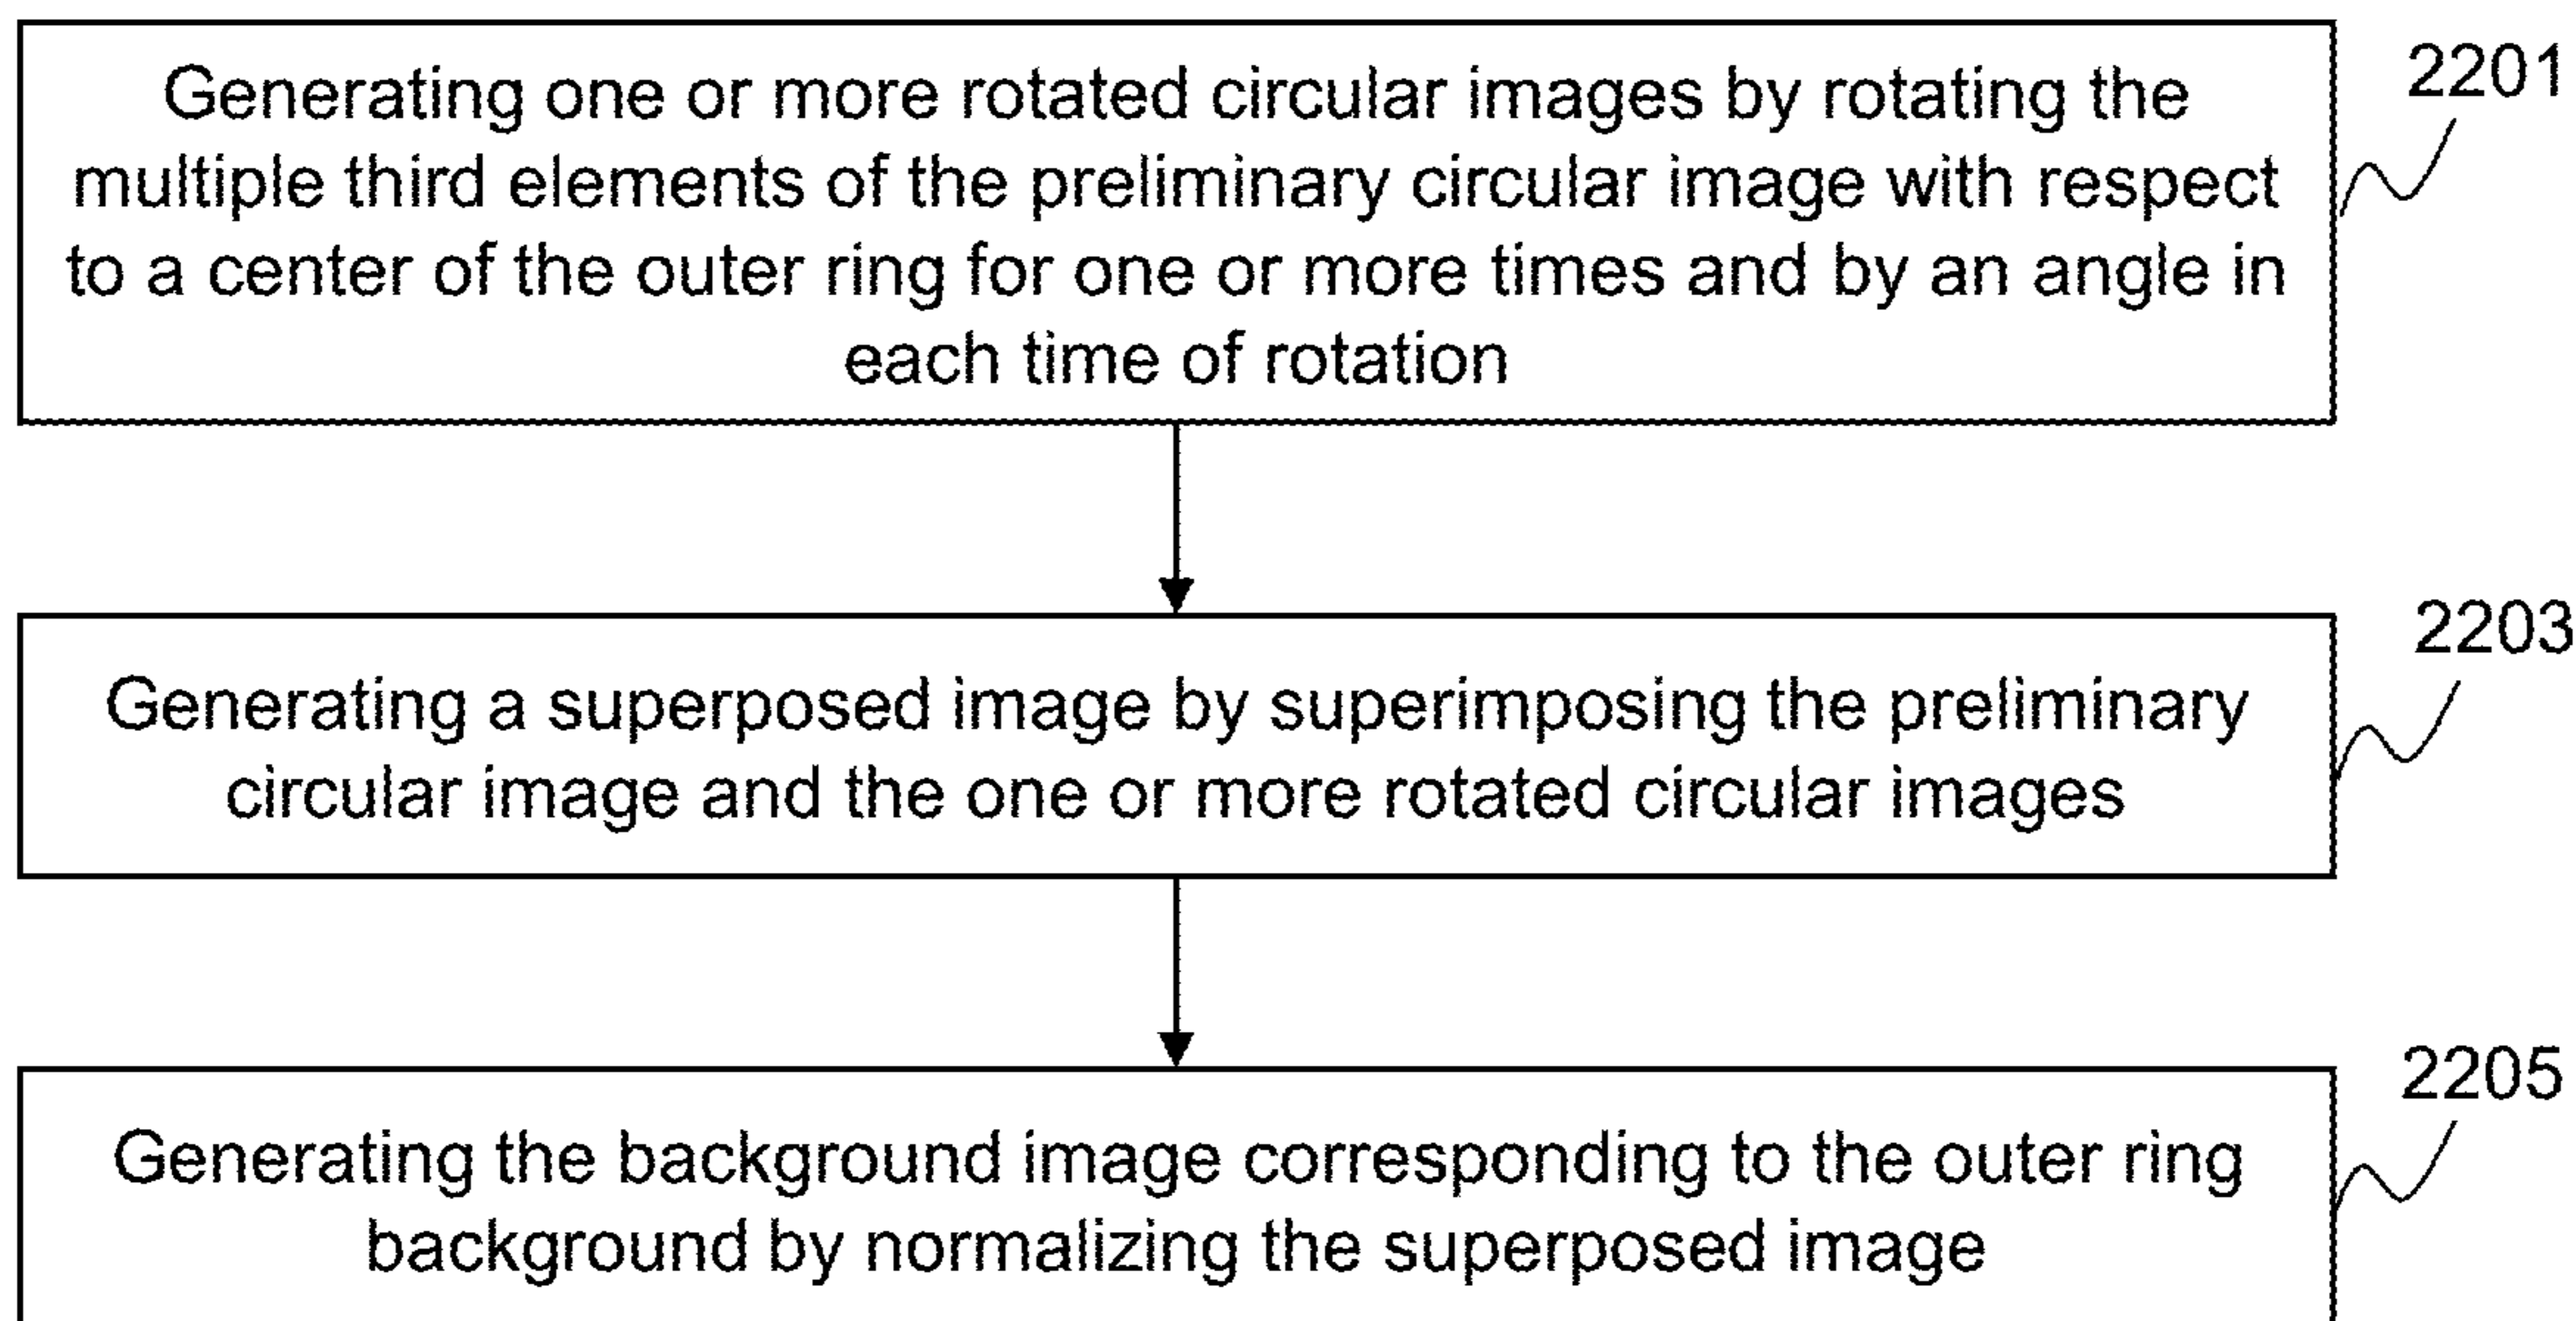 Generating one or more rotated circular images by rotating the
2201
multiple third elements of the preliminary circular image with respect
to a center of the outer ring for one or more times and by an angle in
each time of rotation
2203
Generating a superposed image by superimposing the preliminary
circular image and the one or more rotated circular images
2205
Generating the background image corresponding to the outer ring
background by normalizing the superposed image